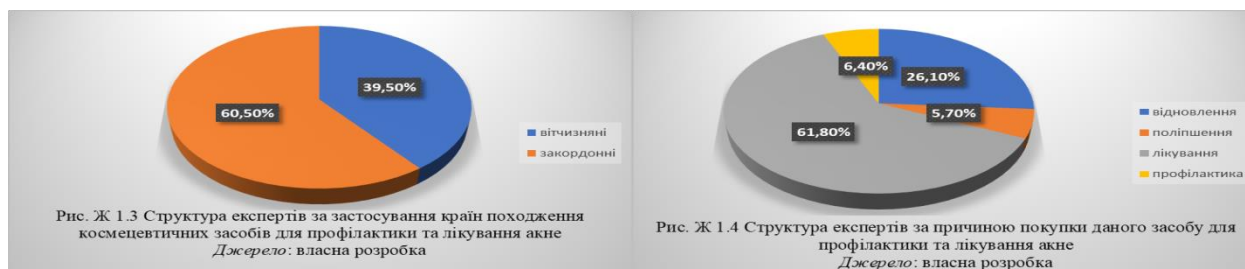 39,50%
60,50%
вітчизняні
закордонні
Рис. Ж 1.3 Структура експертів за застосування країн походження
космецевтичних засобів для профілактики та лікування акне
Джерело: власна розробка
6,40%
26,10%
5,70%
61,80%
відновлення
поліпшення
лікування
профілактика
Рис. Ж 1.4 Структура експертів за причиною покупки даного засобу для
профілактики та лікування акне
Джерело: власна розробка